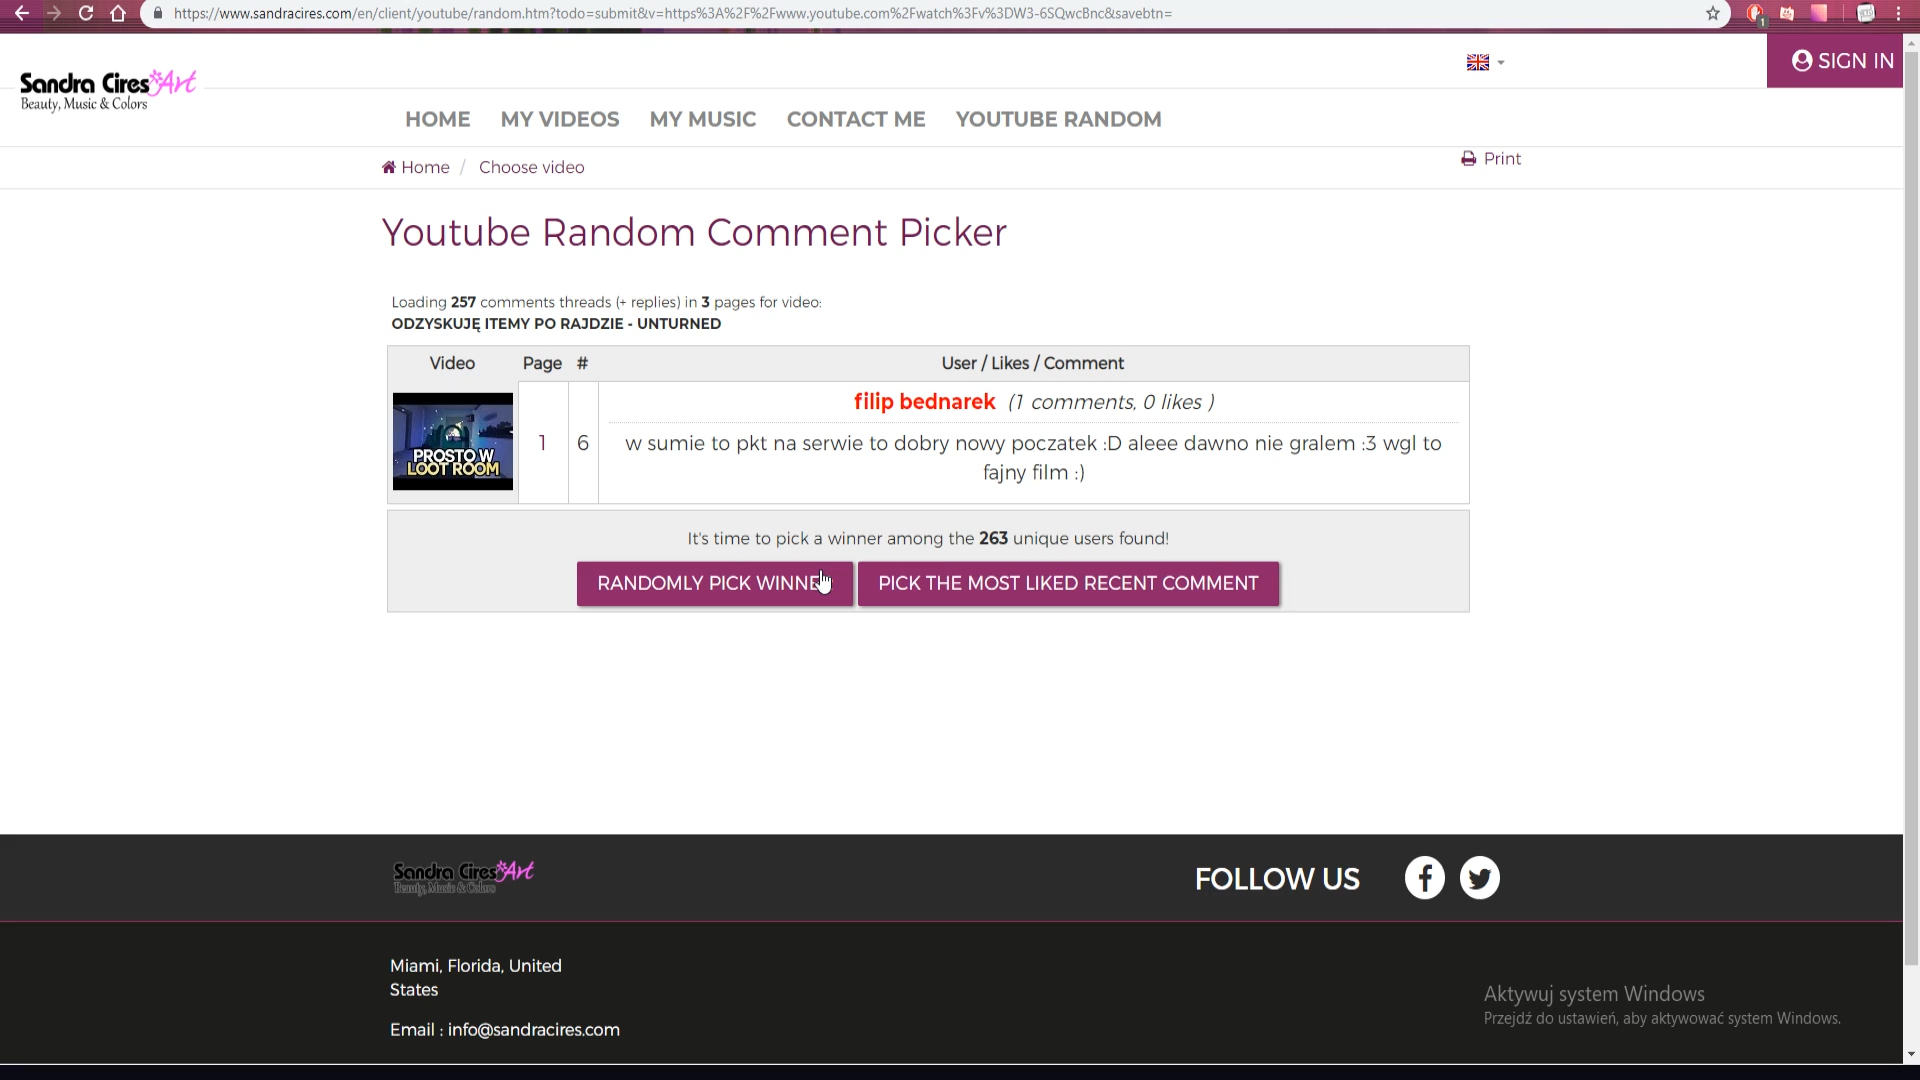 https://www.sandracires.com/en/client/youtube/random.htm?todo=submit&v=https%3A%2F%2Fwww.youtube.com%2Fwatch%3Fv%3DW3-6SQwcBnc&savebtn=
1
SIGN IN
Sandra Cires Art
Beauty, Music & Colors
HOME MY VIDEOS MY MUSIC CONTACT ME YOUTUBE RANDOM
Home / Choose video
Print
Youtube Random Comment Picker
Loading 257 comments threads (+ replies) in 3 pages for video:
ODZYSKUJĘ ITEMY PO RAJDZIE - UNTURNED
Video Page # User / Likes / Comment
filip bednarek (1 comments, 0 likes )
PROSTO W
LOOT ROOM
1 6 w sumie to pkt na serwie to dobry nowy poczatek :D aleee dawno nie gralem :3 wgl to
fajny film :)
It's time to pick a winner among the 263 unique users found!
RANDOMLY PICK WINNE PICK THE MOST LIKED RECENT COMMENT
Sandra Cires Art
Beauty, Music & Colors
FOLLOW US
Miami, Florida, United
States
Email : info@sandracires.com
Aktywuj system Windows
Przejdź do ustawień, aby aktywować system Windows.